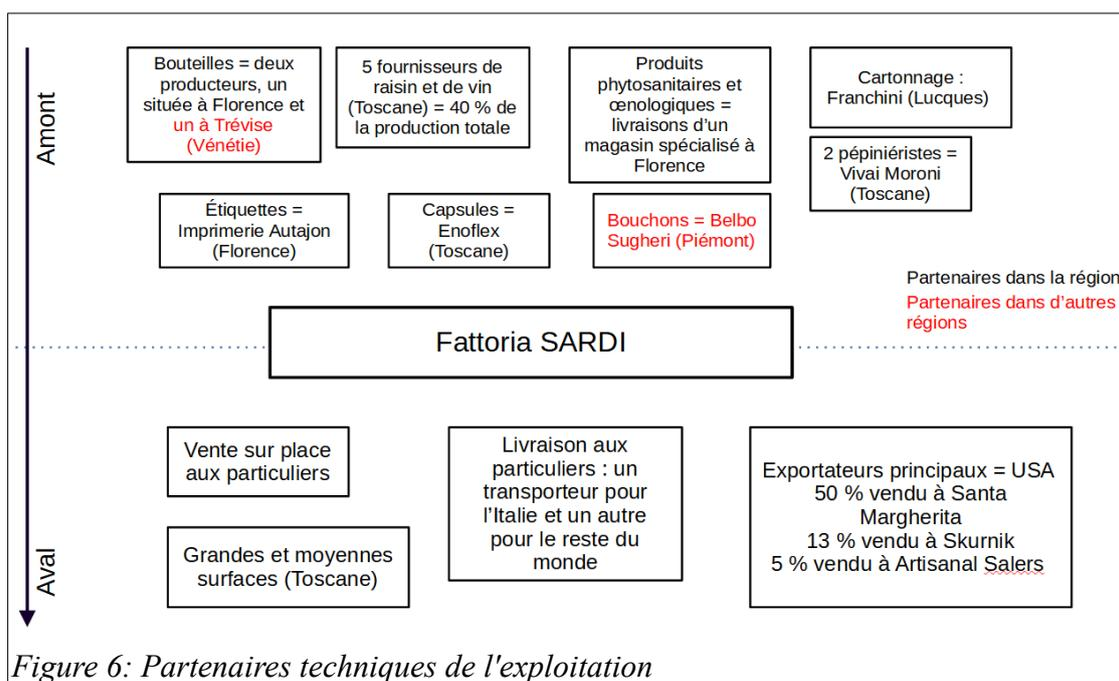 Amont
Bouteilles = deux
producteurs, un
située à Florence et
un à Trévise
(Vénétie)
5 fournisseurs de
raisin et de vin
(Toscane) = 40 % de
la production totale
Produits
phytosanitaires et
œnologiques =
livraisons d’un
magasin spécialisé à
Florence
Cartonnage :
Franchini (Lucques)
2 pépiniéristes =
Vivai Moroni
(Toscane)
Étiquettes =
Imprimerie Autajon
(Florence)
Capsules =
Enoflex
(Toscane)
Bouchons = Belbo
Sugheri (Piémont)
Partenaires dans la région
Partenaires dans d’autres
régions
Fattoria SARDI
Aval
Vente sur place
aux particuliers
Grandes et moyennes
surfaces (Toscane)
Livraison aux
particuliers : un
transporteur pour
l’Italie et un autre
pour le reste du
monde
Exportateurs principaux = USA
50 % vendu à Santa
Margherita
13 % vendu à Skurnik
5 % vendu à Artisanal Salers
Figure 6: Partenaires techniques de l'exploitation